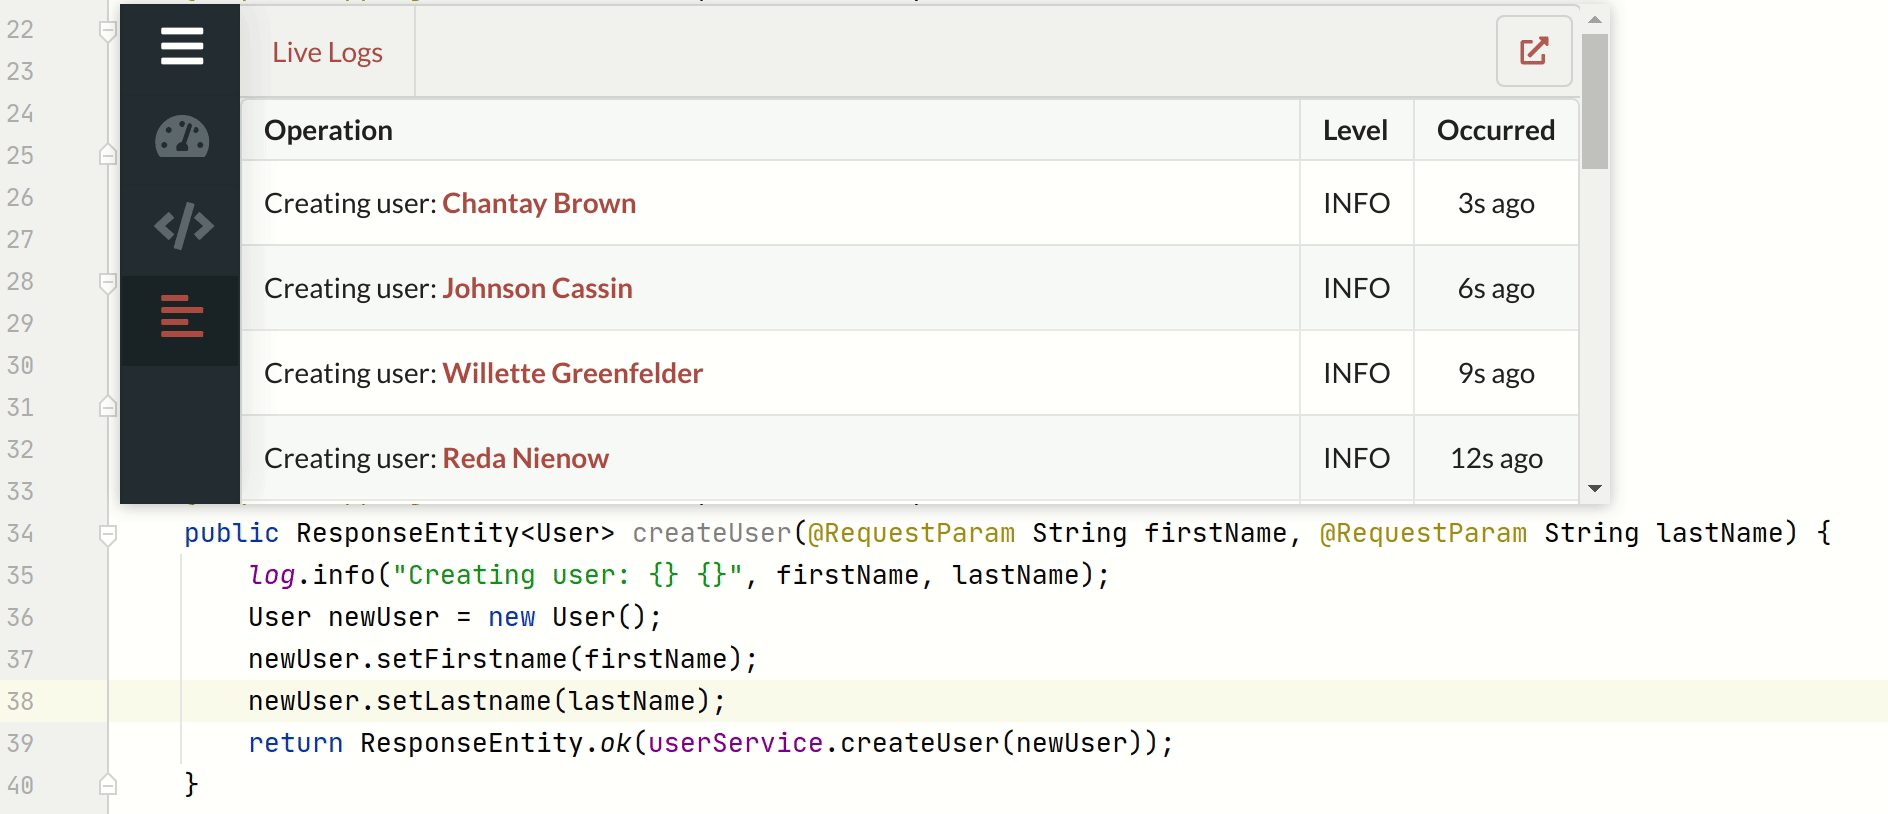 22
23
24
25
26
27
28
29
30
31
32
33
Live Logs
Operation Level Occurred
Creating user: Chantay Brown INFO 3s ago
Creating user: Johnson Cassin INFO 6s ago
Creating user: Willette Greenfelder INFO 9s ago
Creating user: Reda Nienow INFO 12s ago
34 public ResponseEntity<User> createUser(@RequestParam String firstName, @RequestParam String lastName) {
35 log.info("Creating user: {} {}", firstName, lastName);
36 User newUser = new User();
37 newUser.setFirstname(firstName);
38 newUser.setLastname(lastName);
39 return ResponseEntity.ok(userService.createUser(newUser));
40 }